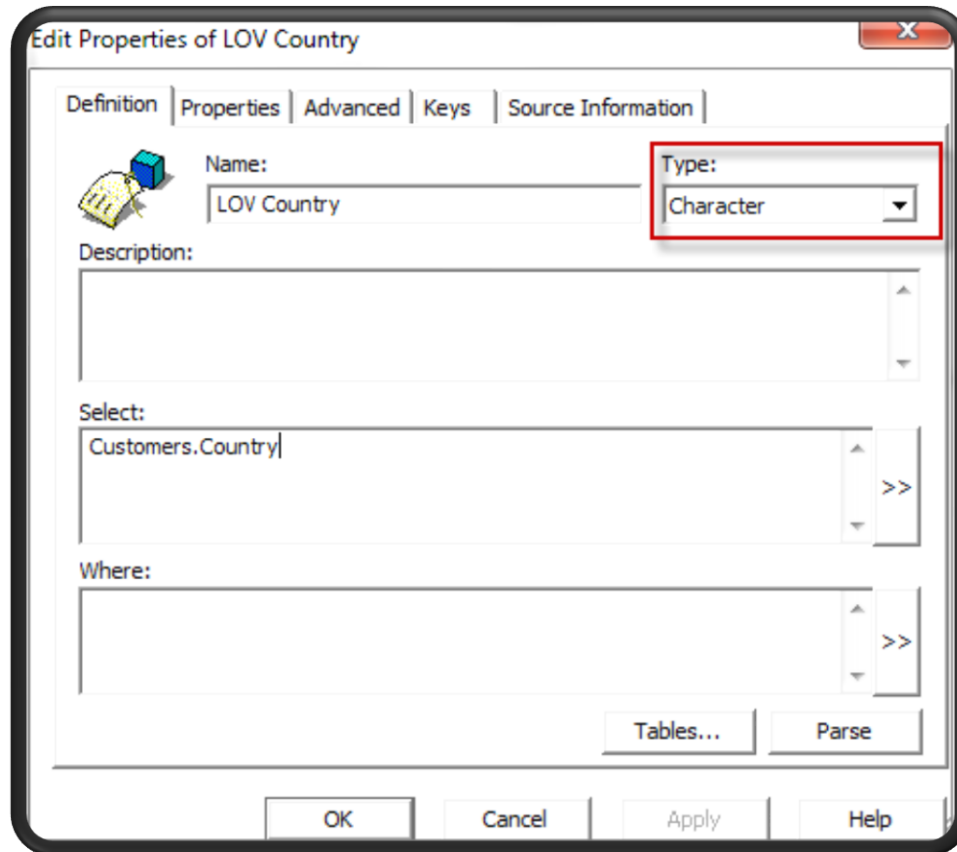 Edit Properties of LOV Country
X
Definition Properties Advanced Keys Source Information
Name:
Type:
LOV Country
Character
Description:
Select:
Customers.Country
>>
Where:
>>
Tables... Parse
OK Cancel Apply Help